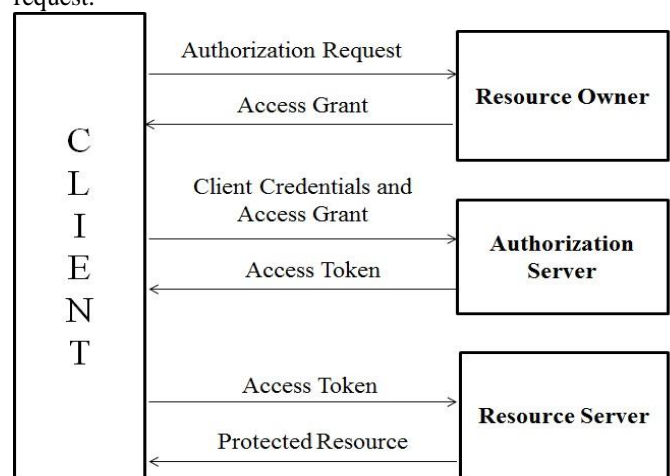 request.
Authorization Request
Resource Owner
Access Grant
C
L
I
E
N
T
Client Credentials and
Access Grant
Authorization
Server
Access Token
Access Token
Resource Server
Protected Resource